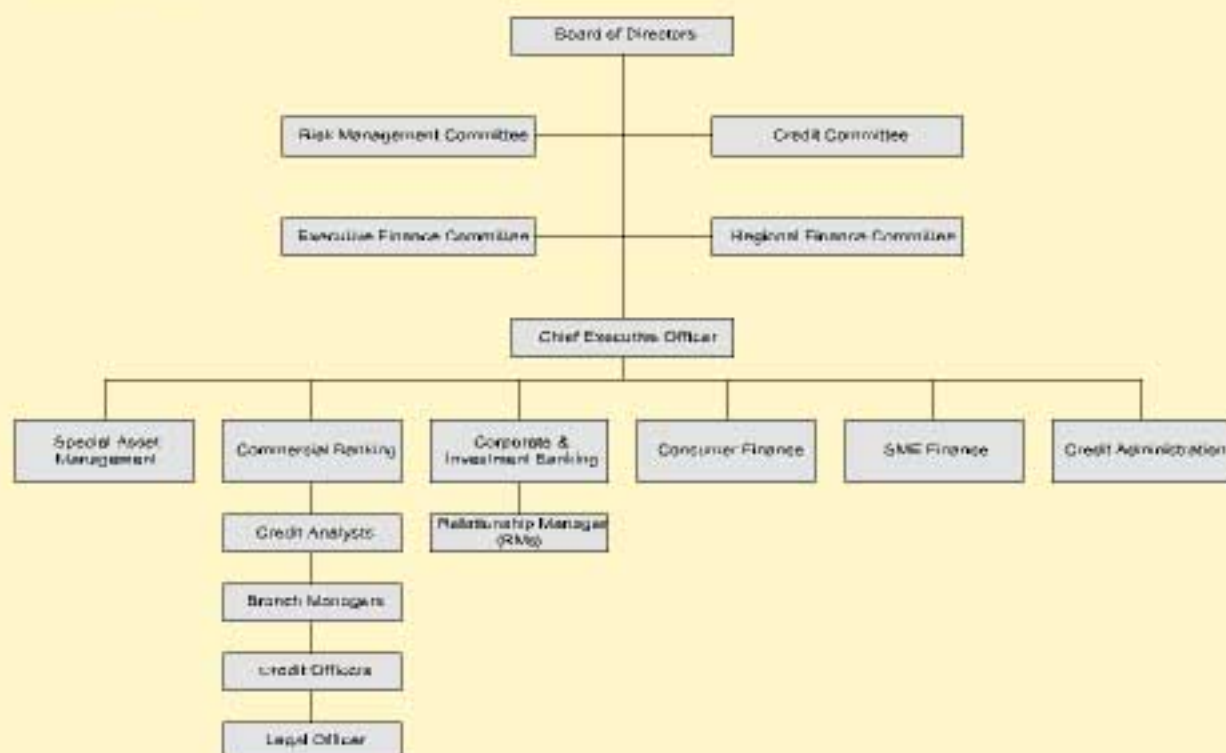 Board of Directors
Risk Management Committee
Credit Committee
Executive Finance Committee
Regional Finance Committee
Chief Executive Officer
Special Asset
Management
Commercial Banking
Corporate &
Investment Banking
Consumer Finance
SME Finance
Credit Administration
Credit Analysts
Relationship Manager
(RMs)
Branch Managers
Credit Officers
Legal Officer